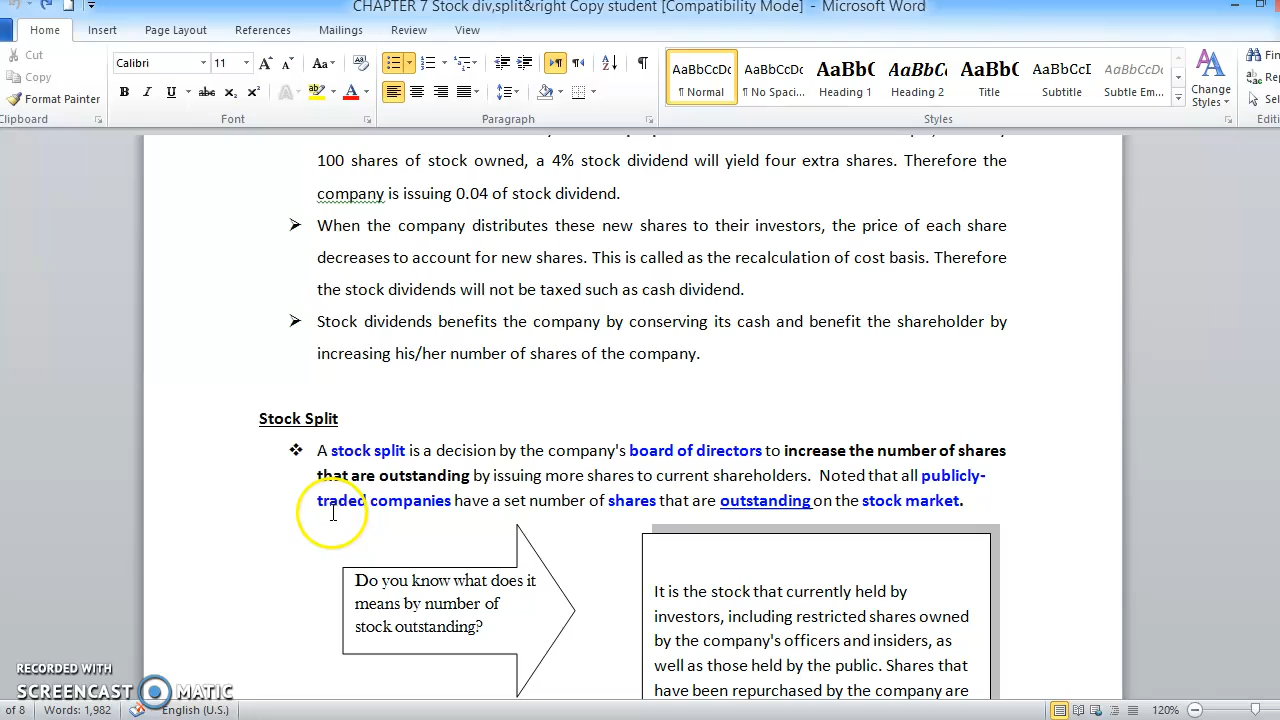 CHAPTER 7 Stock div,split&right Copy student [Compatibility Mode] - Microsoft Word
Home Insert Page Layout References Mailings Review View
Cut
Copy
Format Painter
Clipboard
Calibri 11
Font
Paragraph
AaBbCcDc AaBbCcDc AaBbC AaBbCc AaBbC AaBbCcI AaBbCcDc
¶ Normal ¶ No Spaci... Heading 1 Heading 2 Title Subtitle Subtle Em...
Change
Styles
Styles
Fin
Re
Sel
Editi
100 shares of stock owned, a 4% stock dividend will yield four extra shares. Therefore the
company is issuing 0.04 of stock dividend.
When the company distributes these new shares to their investors, the price of each share
decreases to account for new shares. This is called as the recalculation of cost basis. Therefore
the stock dividends will not be taxed such as cash dividend.
Stock dividends benefits the company by conserving its cash and benefit the shareholder by
increasing his/her number of shares of the company.
Stock Split
A stock split is a decision by the company's board of directors to increase the number of shares
that are outstanding by issuing more shares to current shareholders. Noted that all publicly-
traded companies have a set number of shares that are outstanding on the stock market.
Do you know what does it
means by number of
stock outstanding?
It is the stock that currently held by
investors, including restricted shares owned
by the company's officers and insiders, as
well as those held by the public. Shares that
have been repurchased by the company are
RECORDED WITH
SCREENCAST MATIC
of 8 Words: 1,982 English (U.S.) 120%